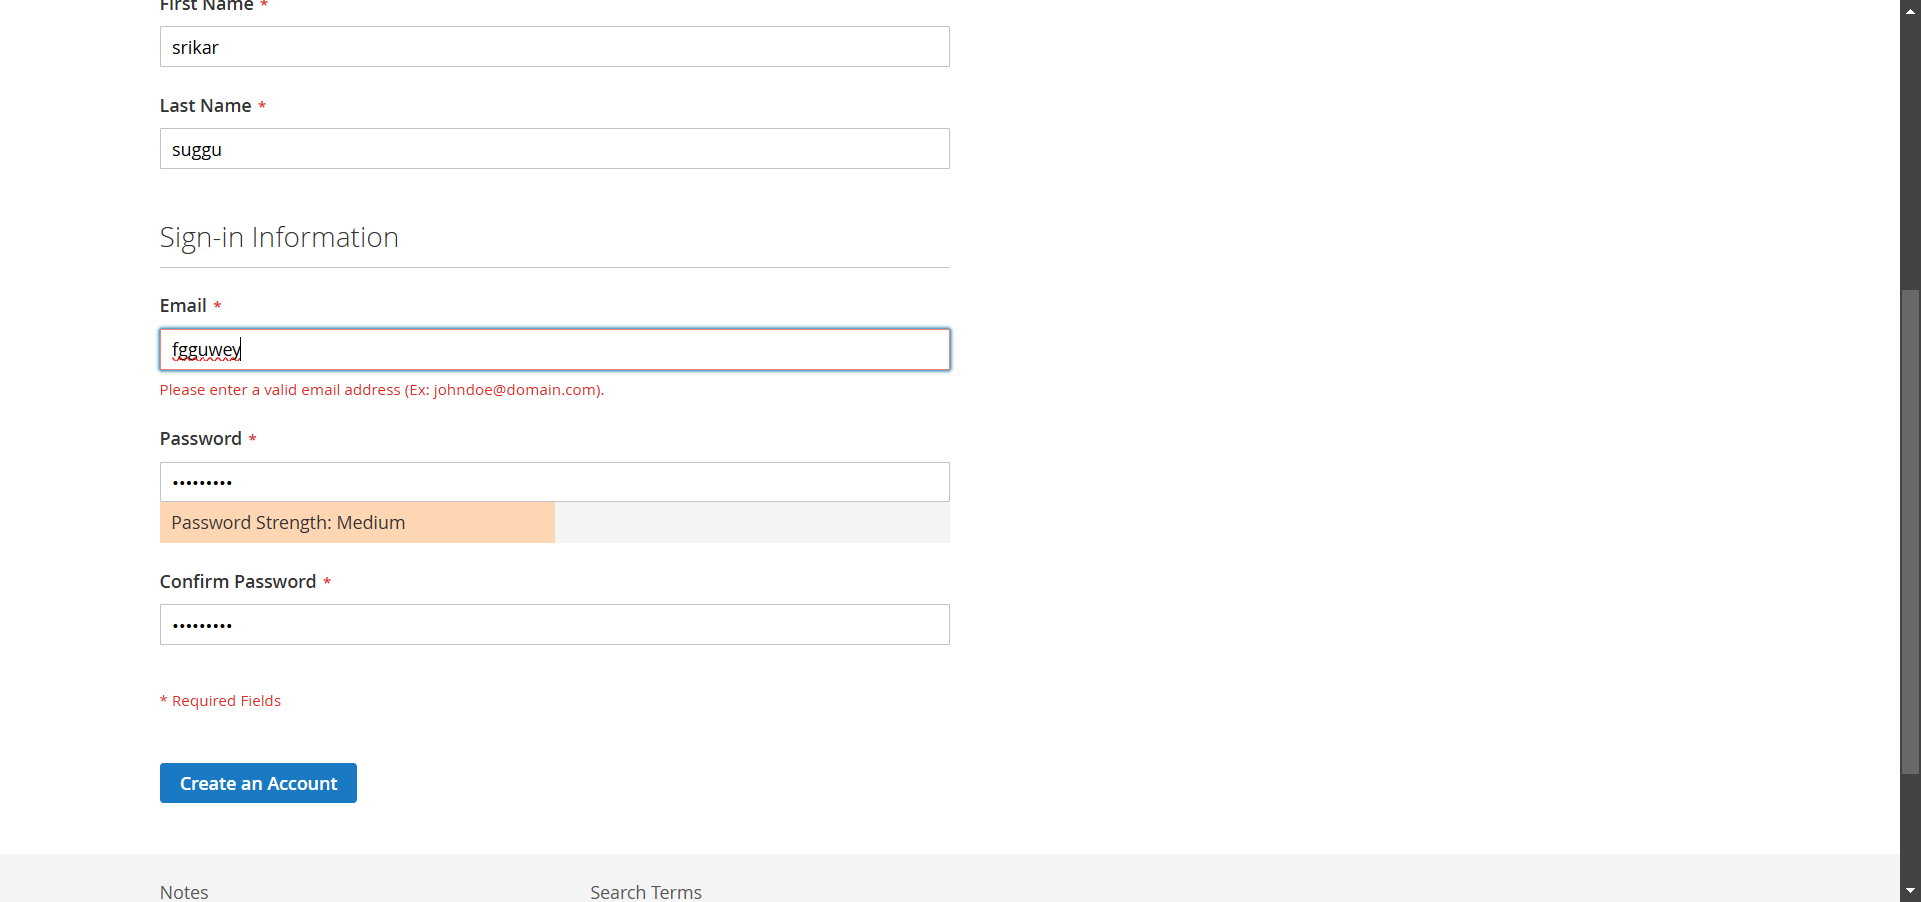 First Name *
srikar
Last Name *
suggu
Sign-in Information
Email *
fgguwey
Please enter a valid email address (Ex: johndoe@domain.com).
Password *
•••••••••
Password Strength: Medium
Confirm Password *
•••••••••
* Required Fields
Create an Account
Notes
Search Terms